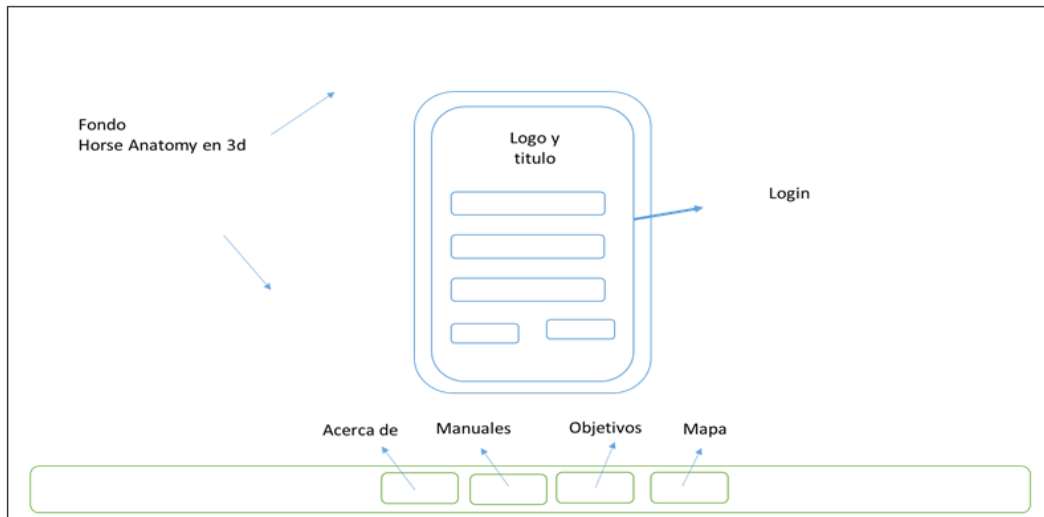 Fondo
Horse Anatomy en 3d
Logo y
titulo
Login
Acerca de
Manuales
Objetivos
Mapa